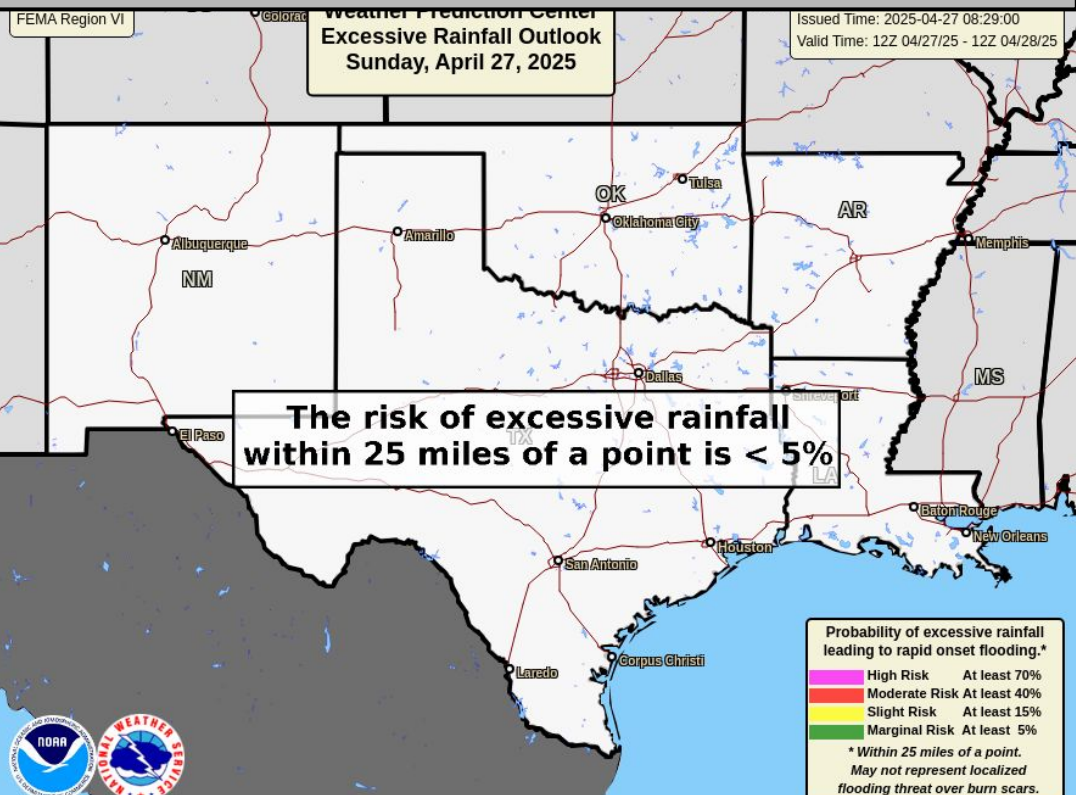 FEMA Region VI
Weather Prediction Center
Excessive Rainfall Outlook
Sunday, April 27, 2025
Issued Time: 2025-04-27 08:29:00
Valid Time: 12Z 04/27/25 - 12Z 04/28/25
Tulsa
OK
AR
Oklahoma City
Amarillo
Albuquerque
Memphis
NM
Dallas
MS
Shreveport
The risk of excessive rainfall
within 25 miles of a point is < 5%
El Paso
TX
LA
Baton Rouge
New Orleans
Houston
San Antonio
Corpus Christi
Laredo
Probability of excessive rainfall
leading to rapid onset flooding.*
High Risk At least 70%
Moderate Risk At least 40%
Slight Risk At least 15%
Marginal Risk At least 5%
* Within 25 miles of a point.
May not represent localized
flooding threat over burn scars.
NOAA
NATIONAL WEATHER SERVICE